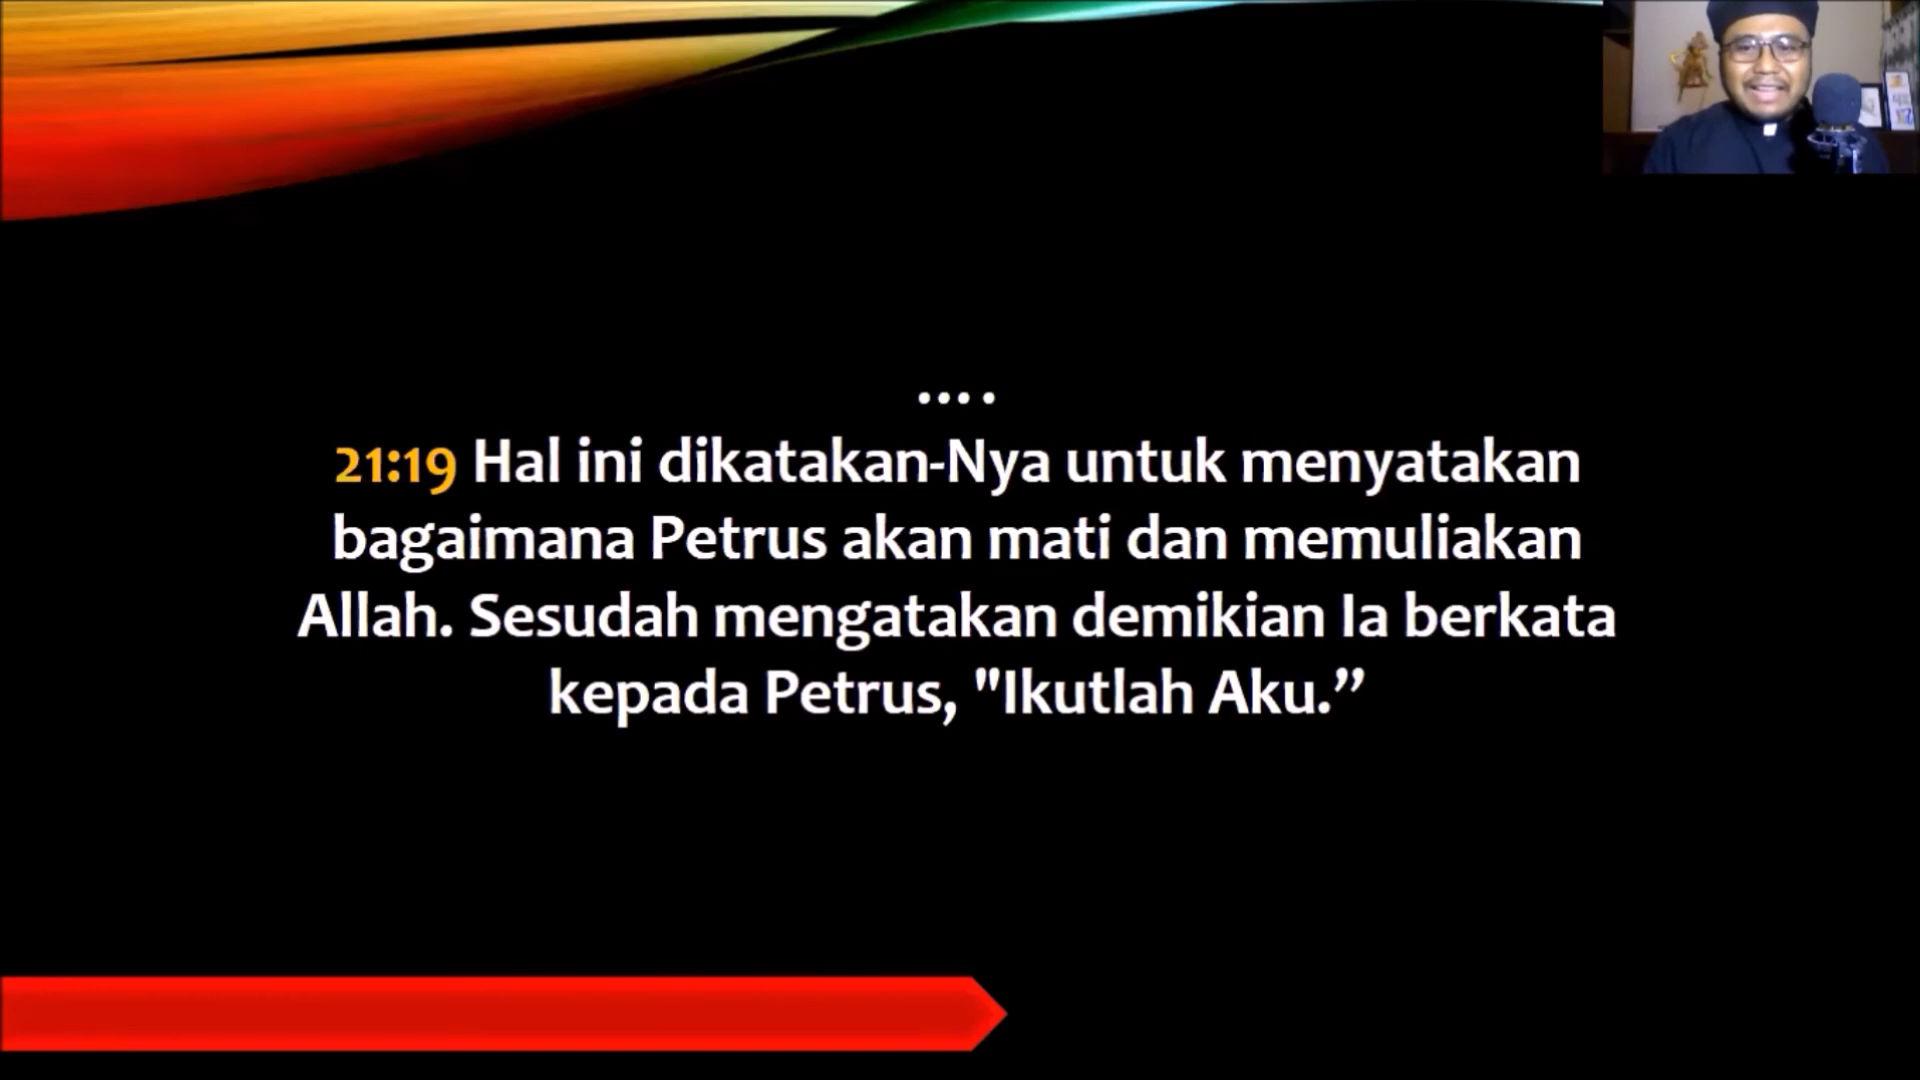 ....
21:19 Hal ini dikatakan-Nya untuk menyatakan
bagaimana Petrus akan mati dan memuliakan
Allah. Sesudah mengatakan demikian Ia berkata
kepada Petrus, "Ikutlah Aku.”